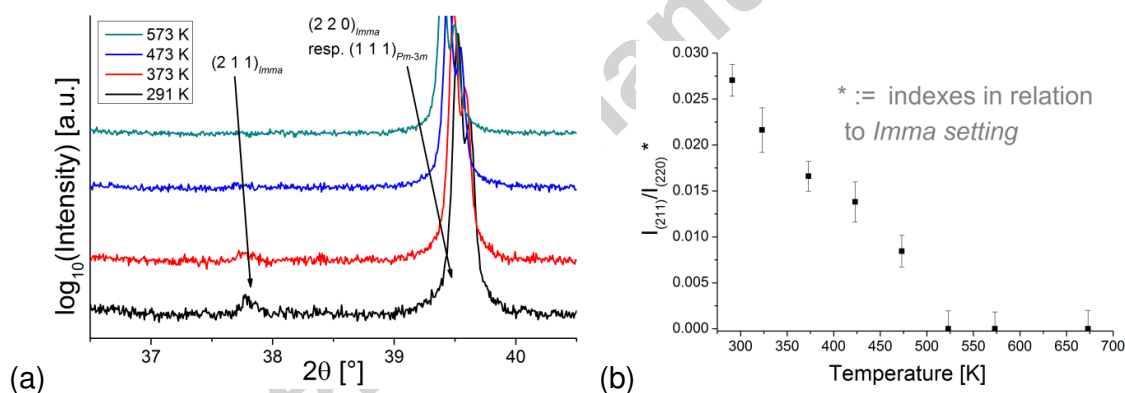 573 K
473 K
373 K
291 K
(2 1 1)Imma
(2 2 0)Imma
resp. (1 1 1)Pm-3m
log10(Intensity) [a.u.]
37
38
39
40
2θ [°]
(a)
* := indexes in relation
to Imma setting
I(211)/I(220)*
0.030
0.025
0.020
0.015
0.010
0.005
0.000
300
350
400
450
500
550
600
650
700
Temperature [K]
(b)